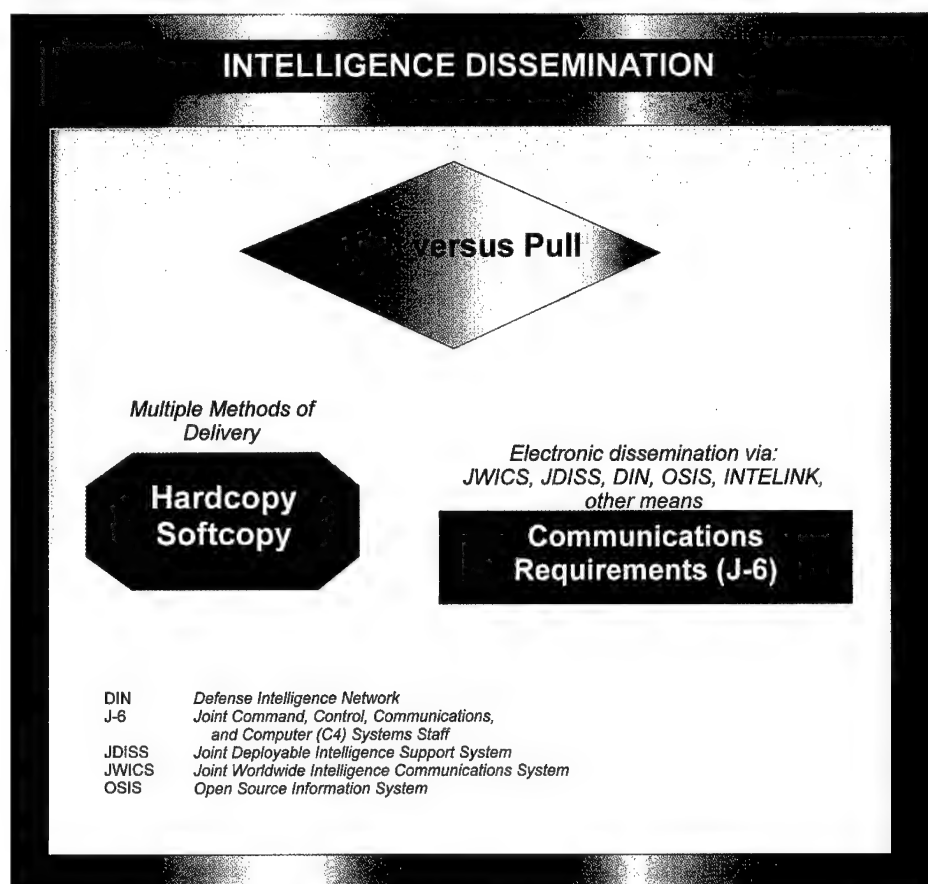 INTELLIGENCE DISSEMINATION
versus Pull
Multiple Methods of
Delivery
Hardcopy
Softcopy
Electronic dissemination via:
JWICS, JDISS, DIN, OSIS, INTELINK,
other means
Communications
Requirements (J-6)
DIN Defense Intelligence Network
J-6 Joint Command, Control, Communications,
and Computer (C4) Systems Staff
JDISS Joint Deployable Intelligence Support System
JWICS Joint Worldwide Intelligence Communications System
OSIS Open Source Information System